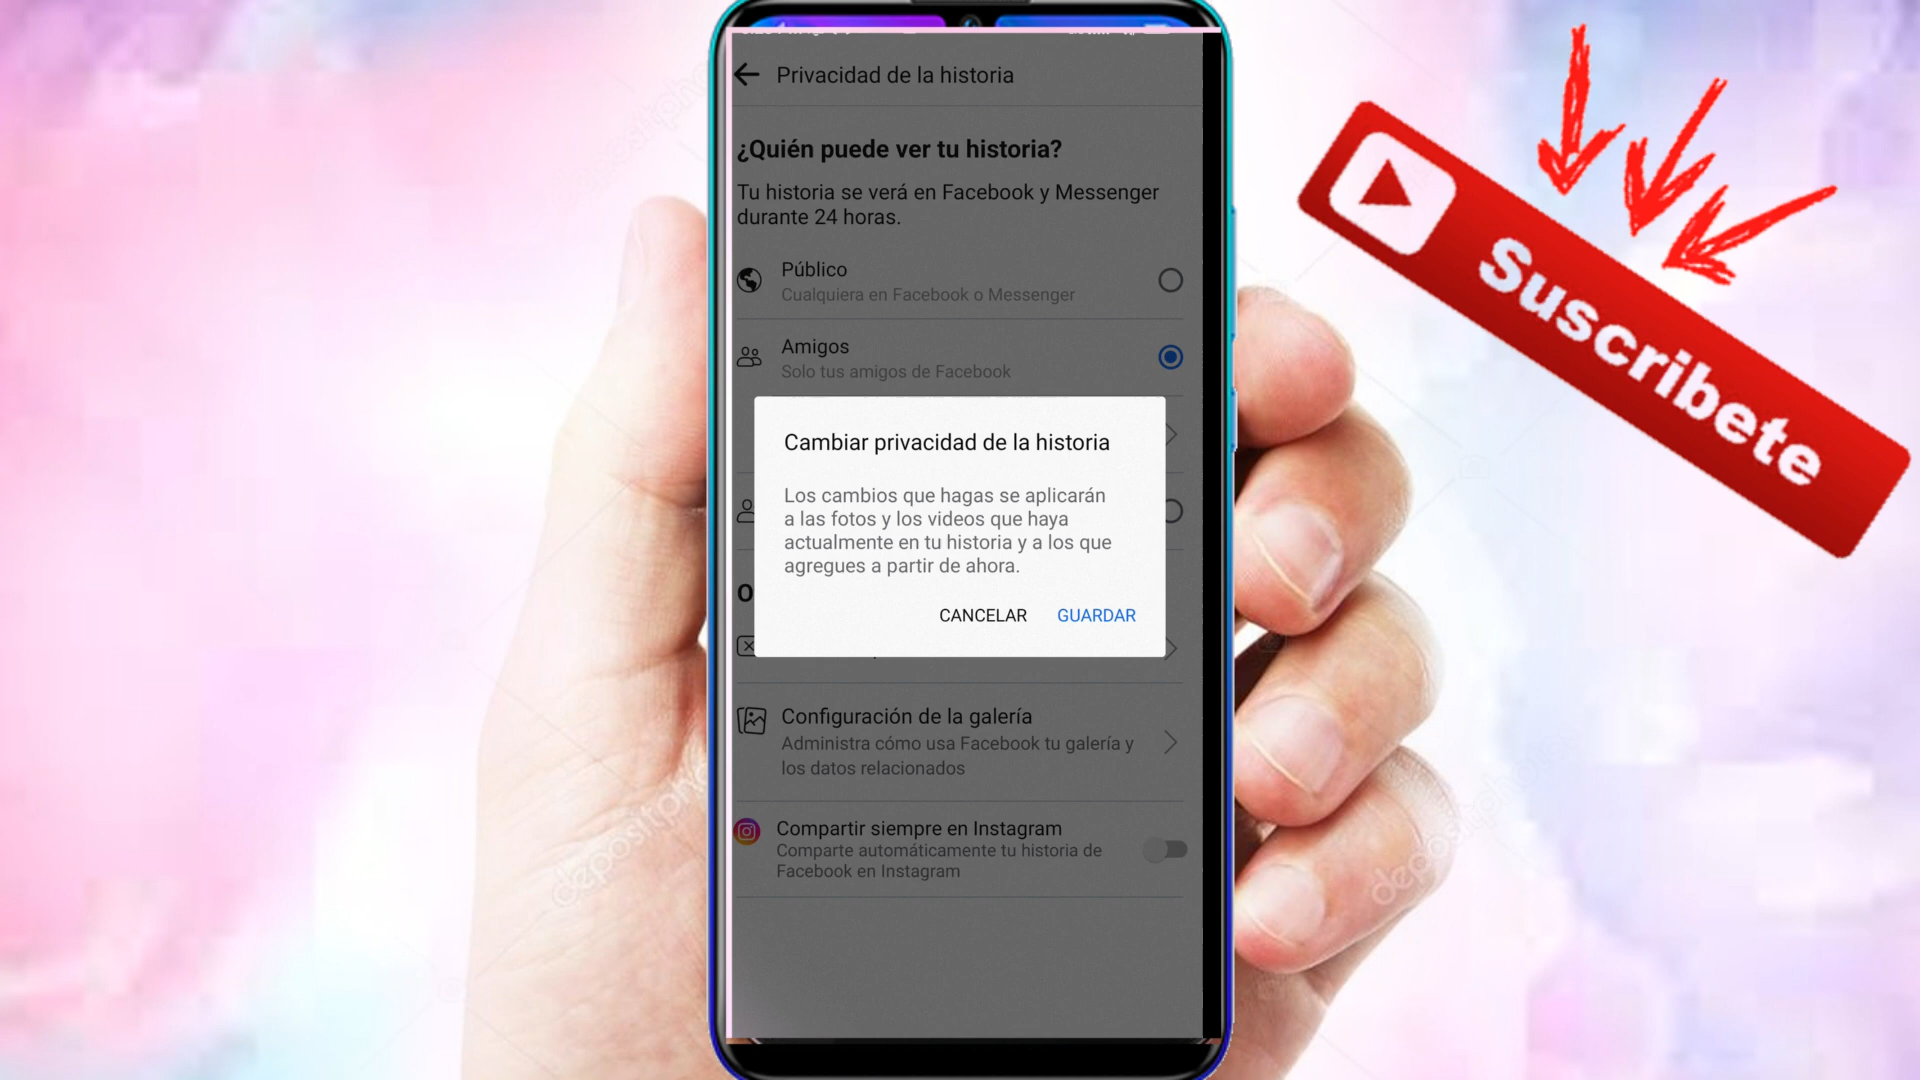 Privacidad de la historia
¿Quién puede ver tu historia?
Tu historia se verá en Facebook y Messenger
durante 24 horas.
Público
Cualquiera en Facebook o Messenger
Amigos
Solo tus amigos de Facebook
Cambiar privacidad de la historia
Los cambios que hagas se aplicarán
a las fotos y los videos que haya
actualmente en tu historia y a los que
agregues a partir de ahora.
CANCELAR GUARDAR
O
Configuración de la galería
Administra cómo usa Facebook tu galería y
los datos relacionados
Compartir siempre en Instagram
Comparte automáticamente tu historia de
Facebook en Instagram
Suscribete